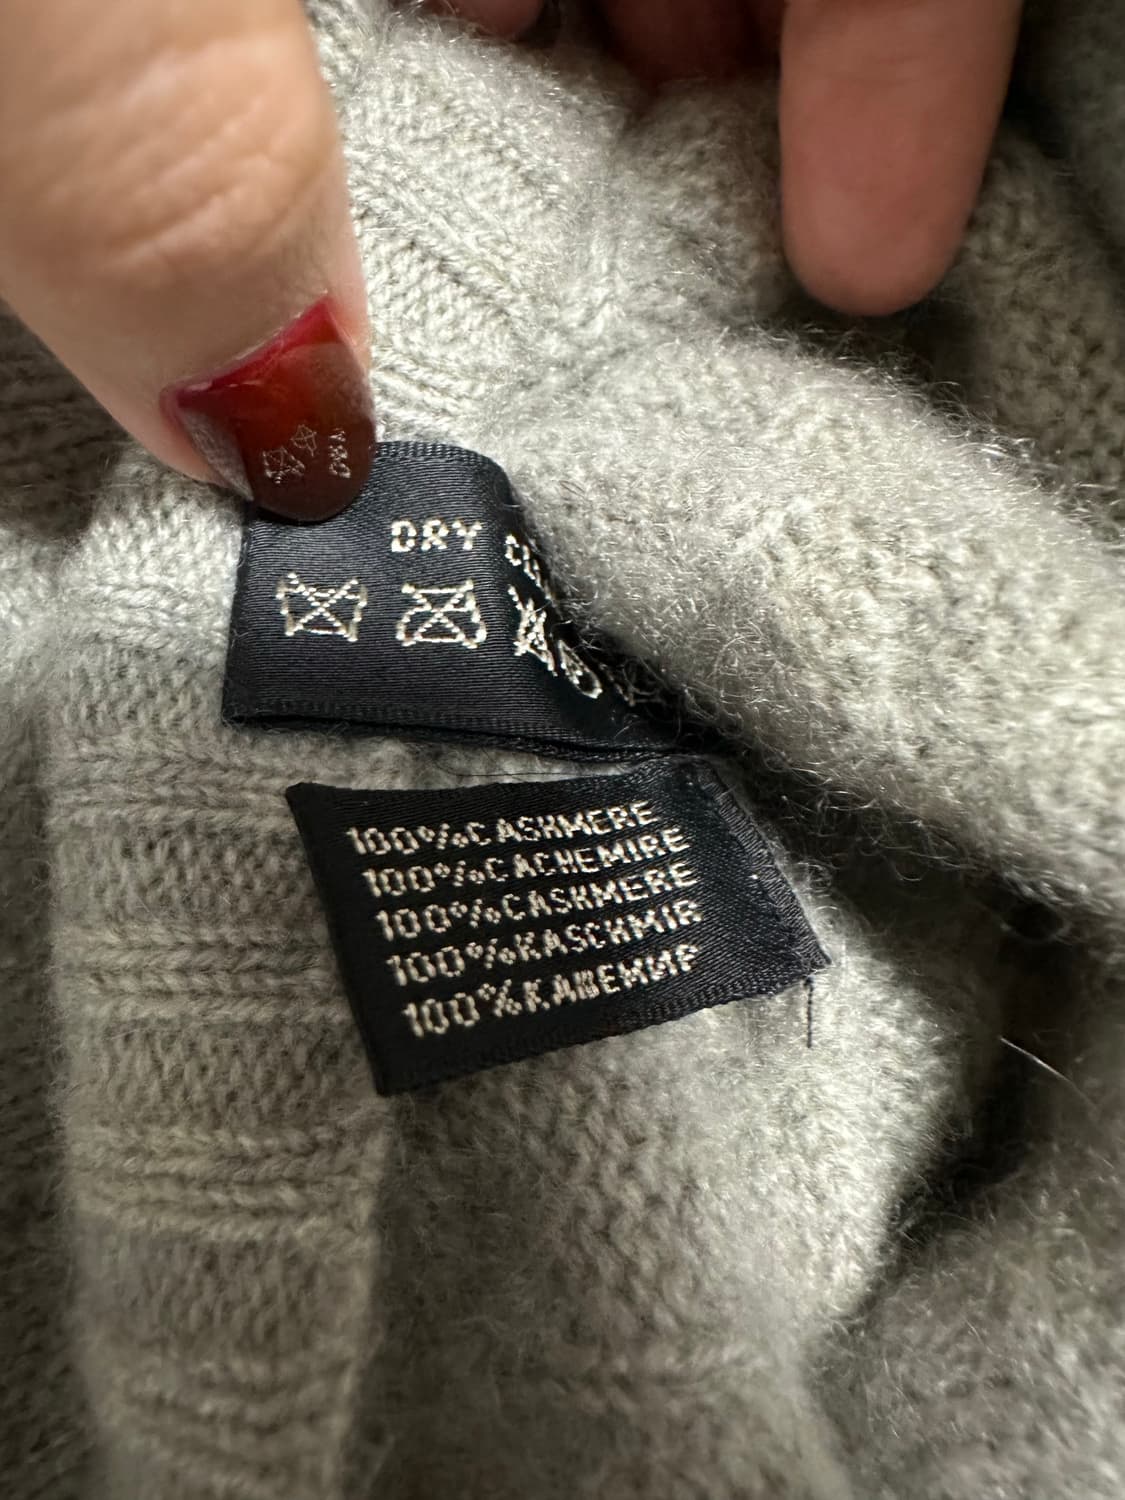 DRY
100%CASHMERE
100%CACHEMIRE
100%CASHMERE
100%KASCHMIR
100%КАШЕМИР